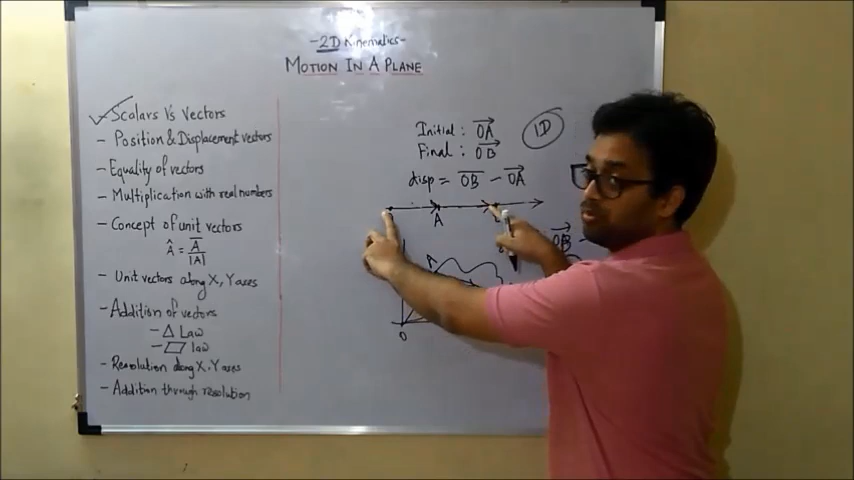 -2D Kinematics-
MOTION IN A PLANE
Scalars Vs Vectors
- Position & Displacement vectors
- Equality of vectors
- Multiplication with real numbers
- Concept of unit vectors
Â = A / |A|
- Unit vectors along X, Y axes
- Addition of vectors
- △ Law
- ▱ law
- Resolution along X, Y axes
- Addition through resolution
Initial : OA
Final : OB
disp = OB - OA
1D
A
OB -
A
O